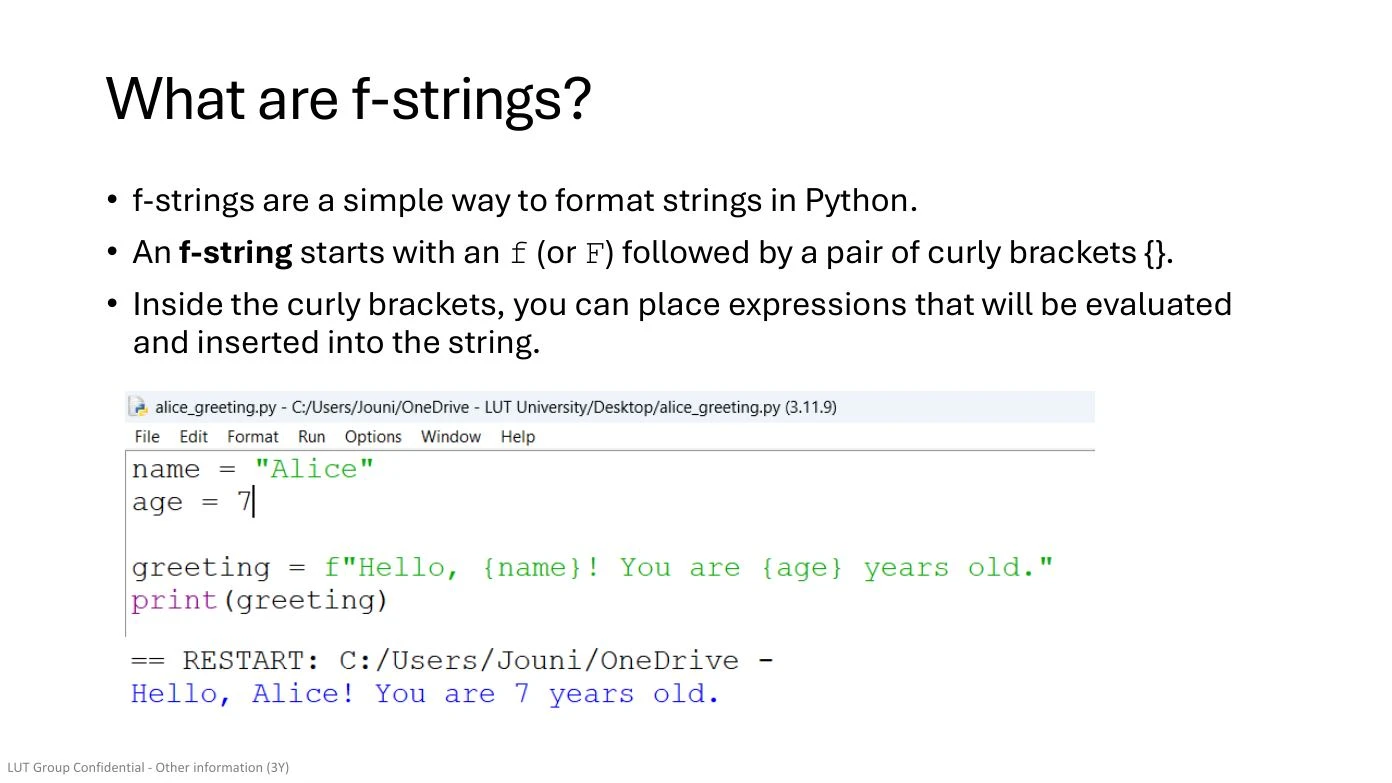 What are f-strings?
• f-strings are a simple way to format strings in Python.
• An f-string starts with an f (or F) followed by a pair of curly brackets {}.
• Inside the curly brackets, you can place expressions that will be evaluated
and inserted into the string.
alice_greeting.py - C:/Users/Jouni/OneDrive - LUT University/Desktop/alice_greeting.py (3.11.9)
File Edit Format Run Options Window Help
name = "Alice"
age = 7
greeting = f"Hello, {name}! You are {age} years old."
print(greeting)
== RESTART: C:/Users/Jouni/OneDrive -
Hello, Alice! You are 7 years old.
LUT Group Confidential - Other information (3Y)